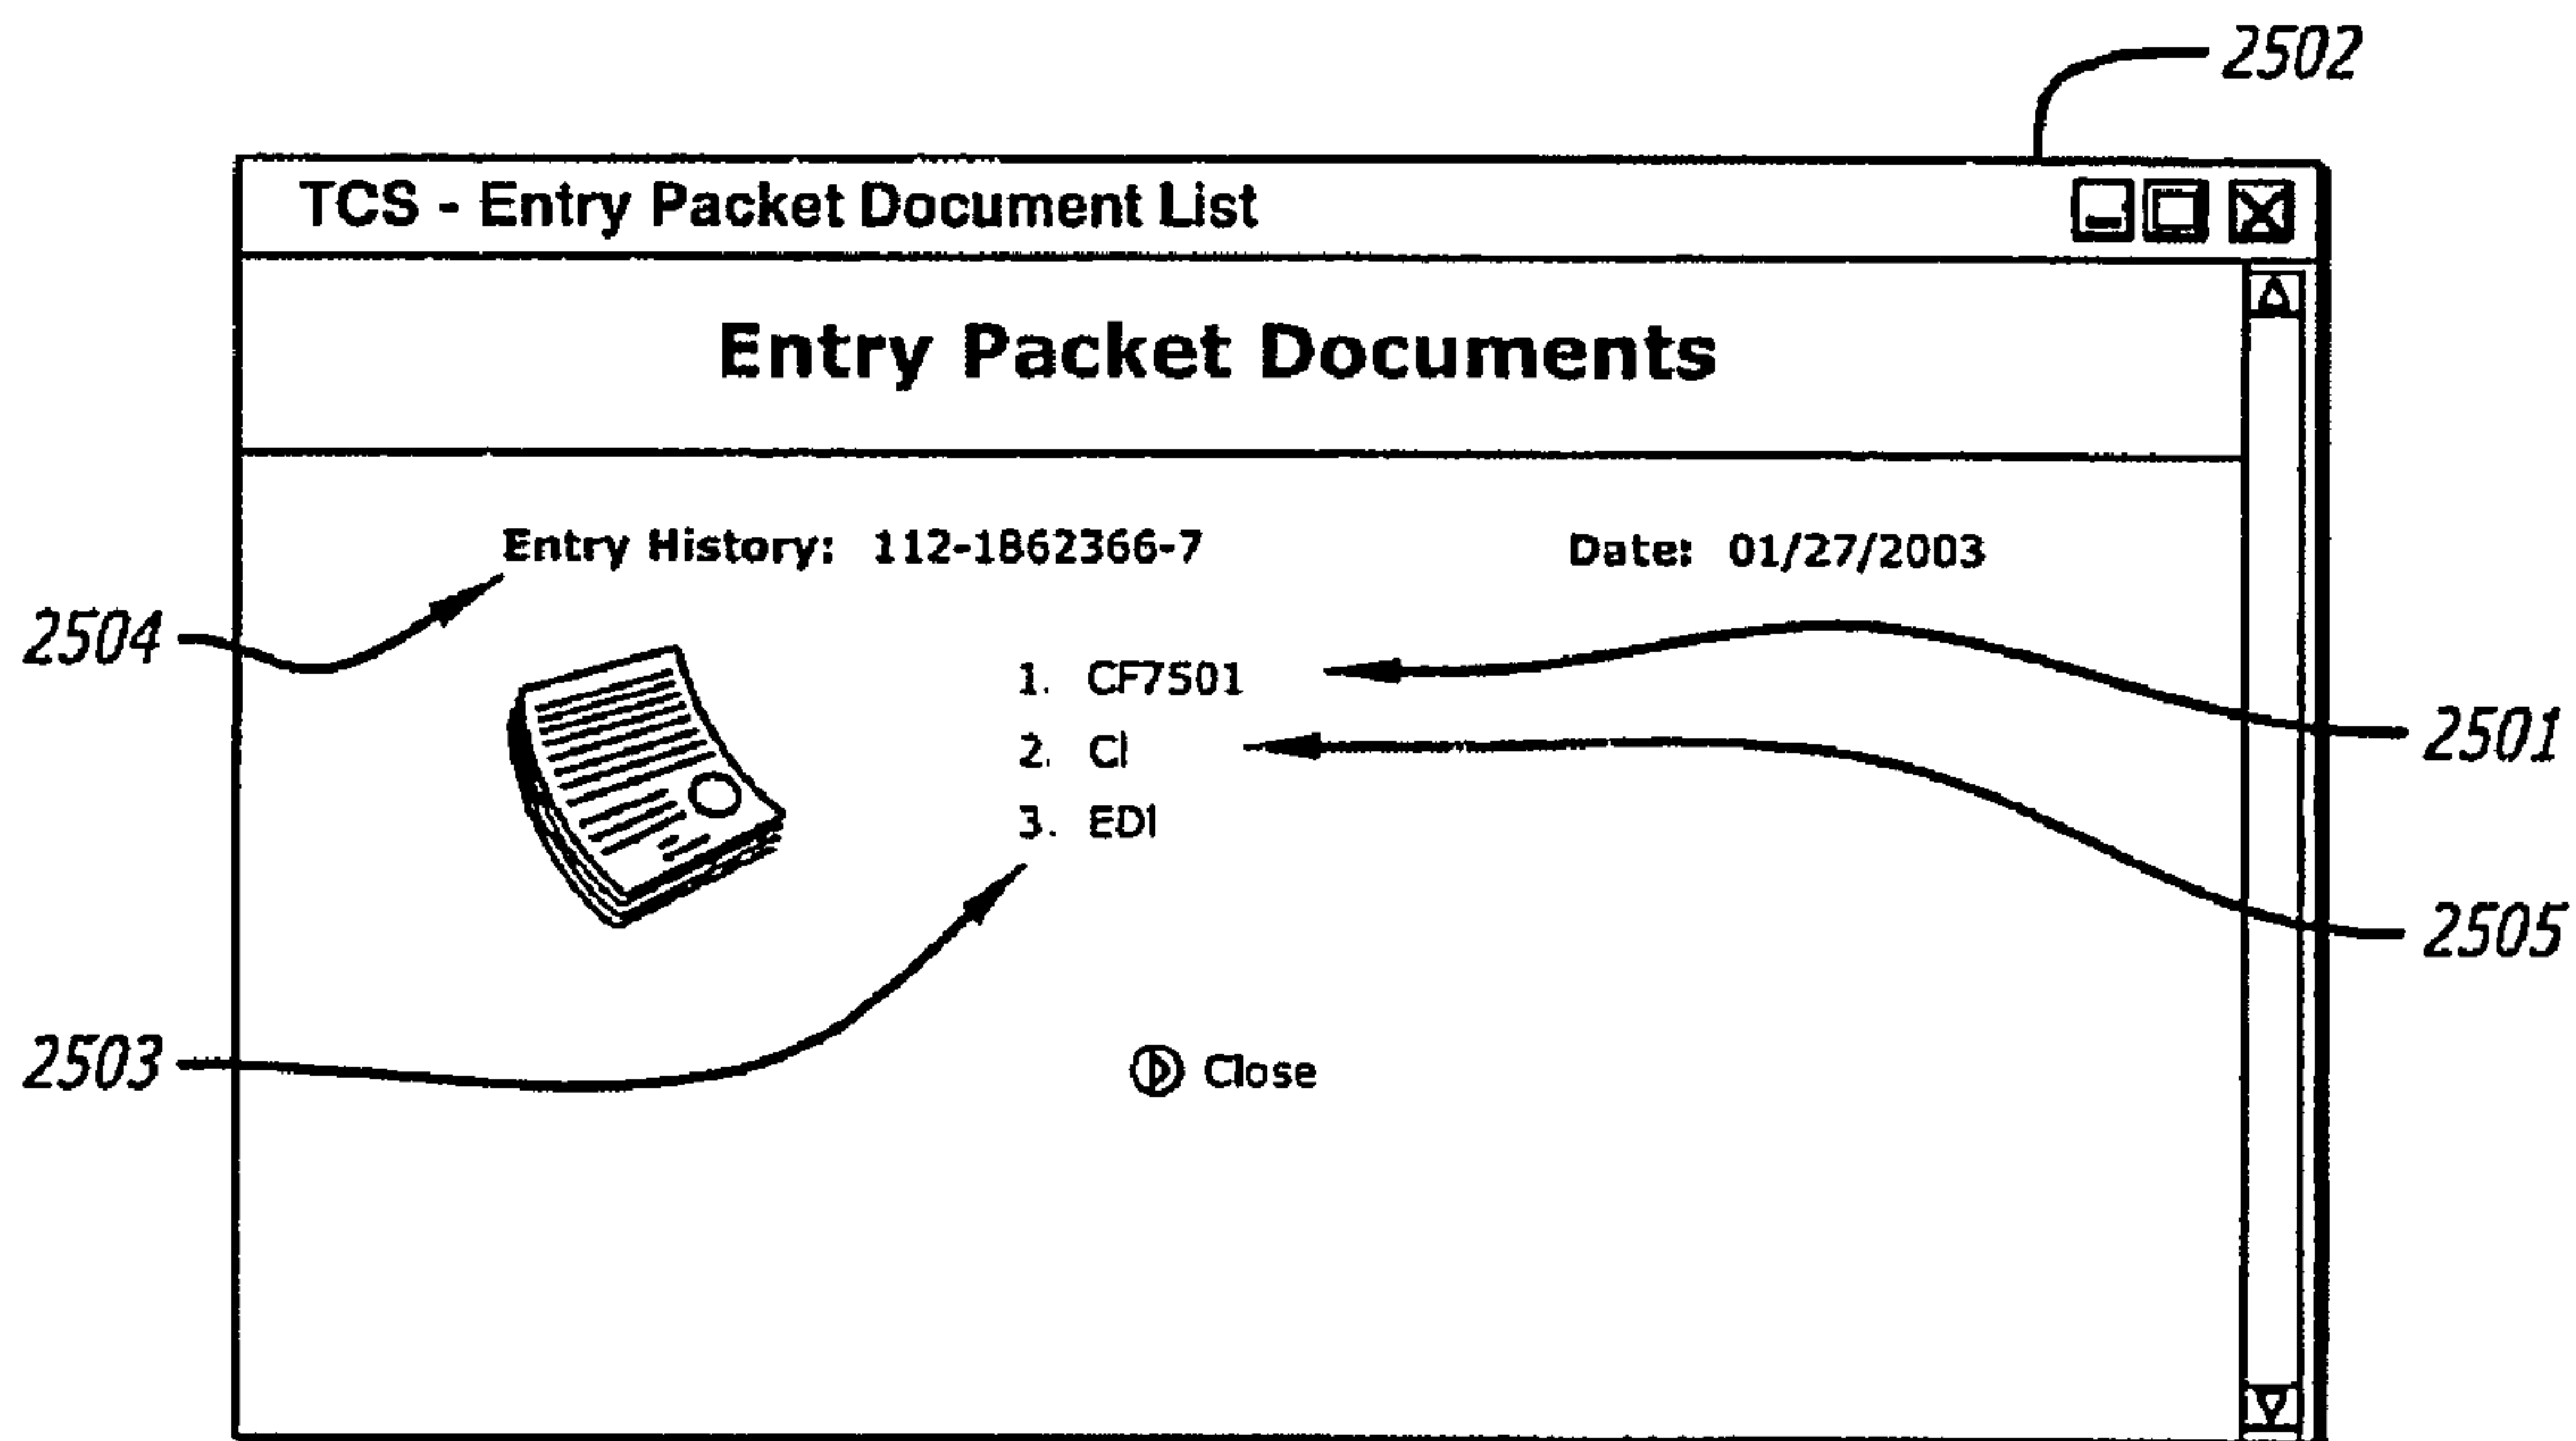 2502
TCS - Entry Packet Document List
Entry Packet Documents
Entry History: 112-1862366-7 Date: 01/27/2003
2504
1. CF7501
2501
2. CI
3. EDI
2505
2503
Close